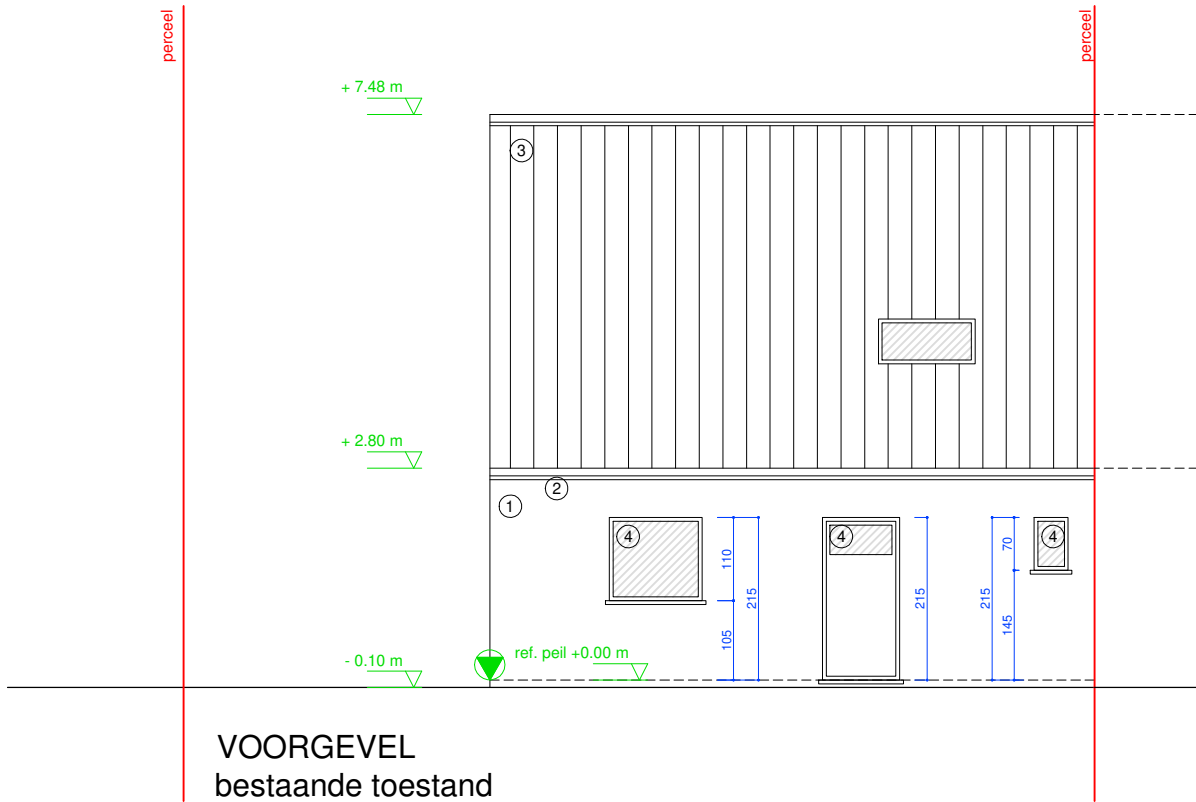 perceel
perceel
+ 7.48 m
3
+ 2.80 m
2
1
4
4
4
110
215
105
215
215
70
145
ref. peil +0.00 m
- 0.10 m
VOORGEVEL
bestaande toestand